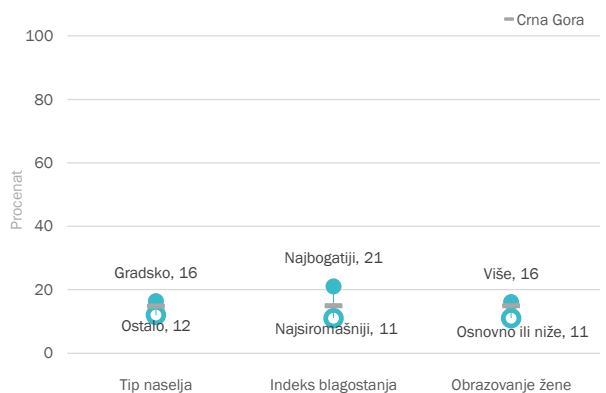 Crna Gora
100
80
60
40
20
0
Procenat
Gradsko, 16
Ostalo, 12
Najbogatiji, 21
Najsiromašniji, 11
Više, 16
Osnovno ili niže, 11
Tip naselja
Indeks blagostanja
Obrazovanje žene